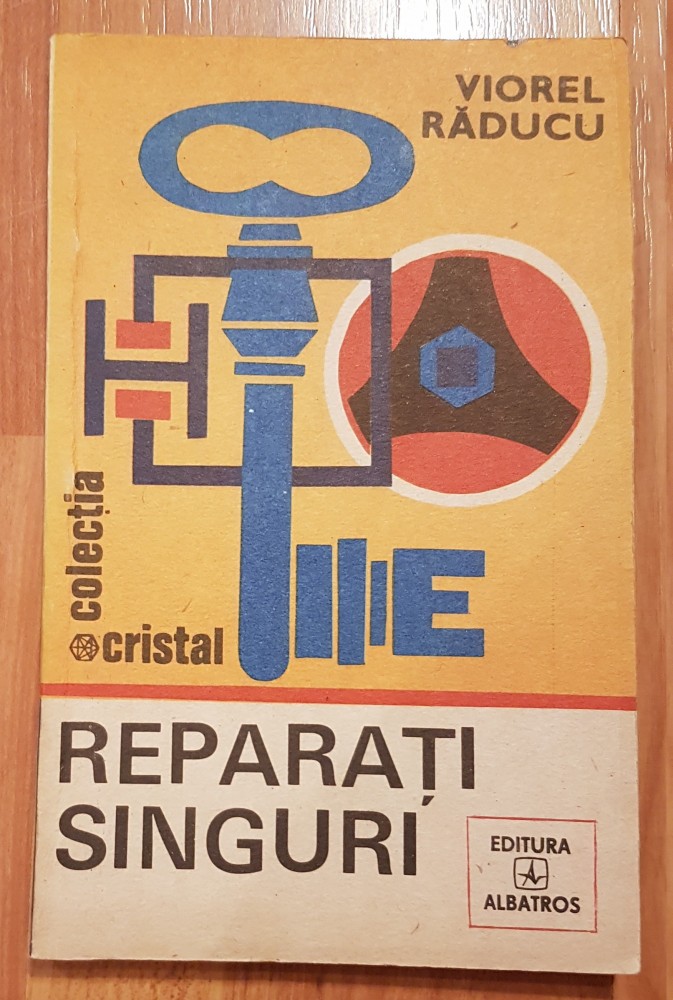 VIOREL
RĂDUCU
colecția
cristal
REPARAȚI
SINGURI
EDITURA
ALBATROS